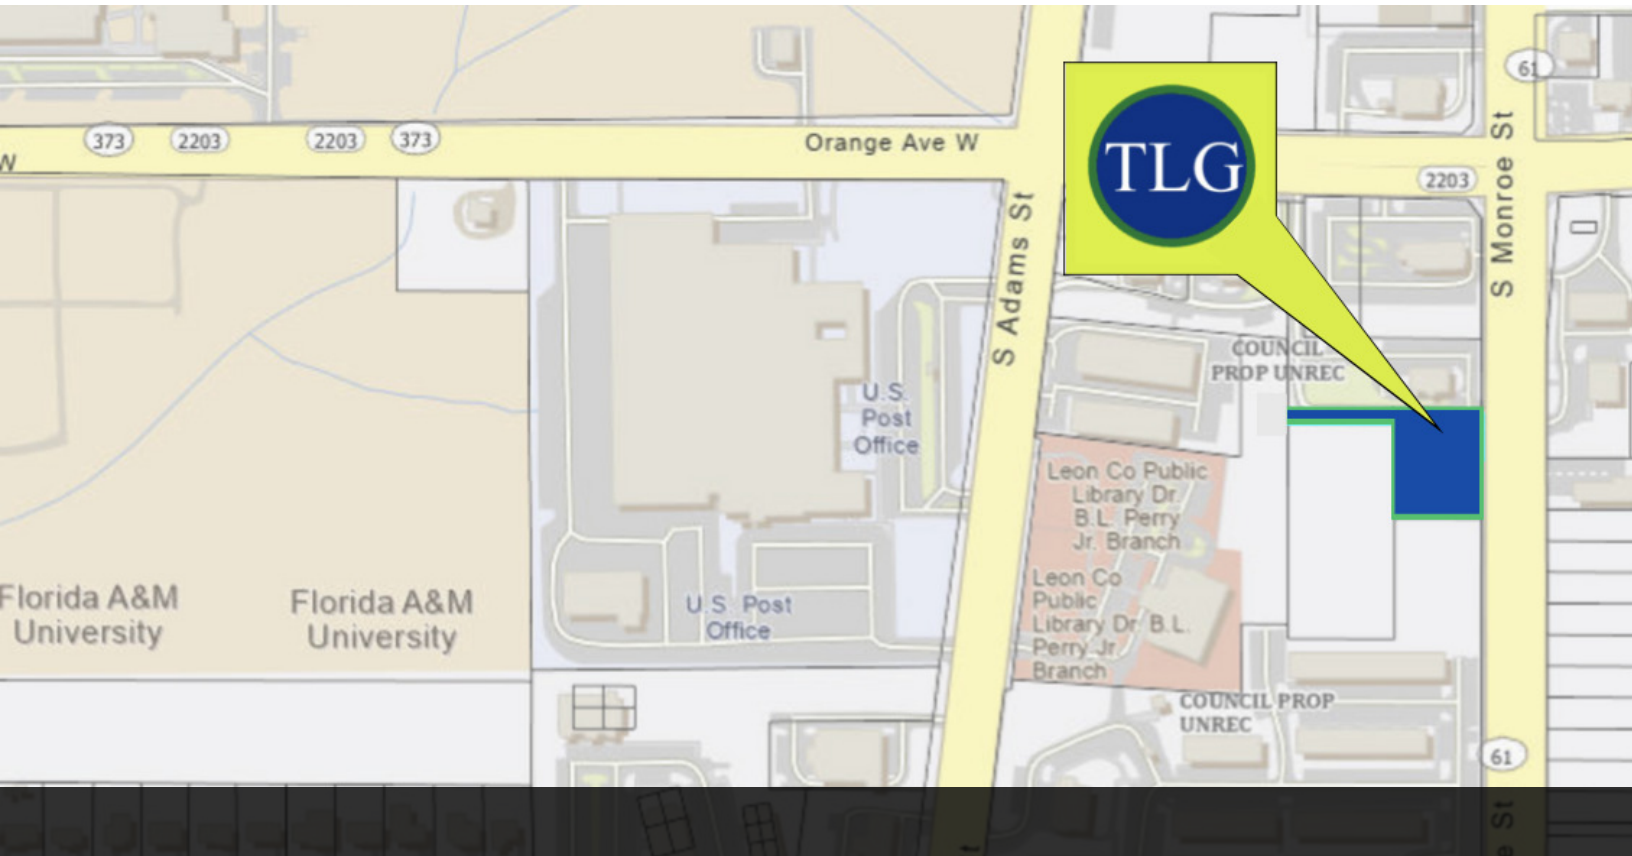 61
373
2203
2203
373
Orange Ave W
W
TLG
2203
S Monroe St
S Adams St
COUNCIL
PROP UNREC
U.S.
Post
Office
Leon Co Public
Library Dr.
B.L. Perry
Jr. Branch
Florida A&M
University
Florida A&M
University
U.S. Post
Office
Leon Co
Public
Library Dr B.L.
Perry Jr
Branch
COUNCIL PROP
UNREC
61
e St
t